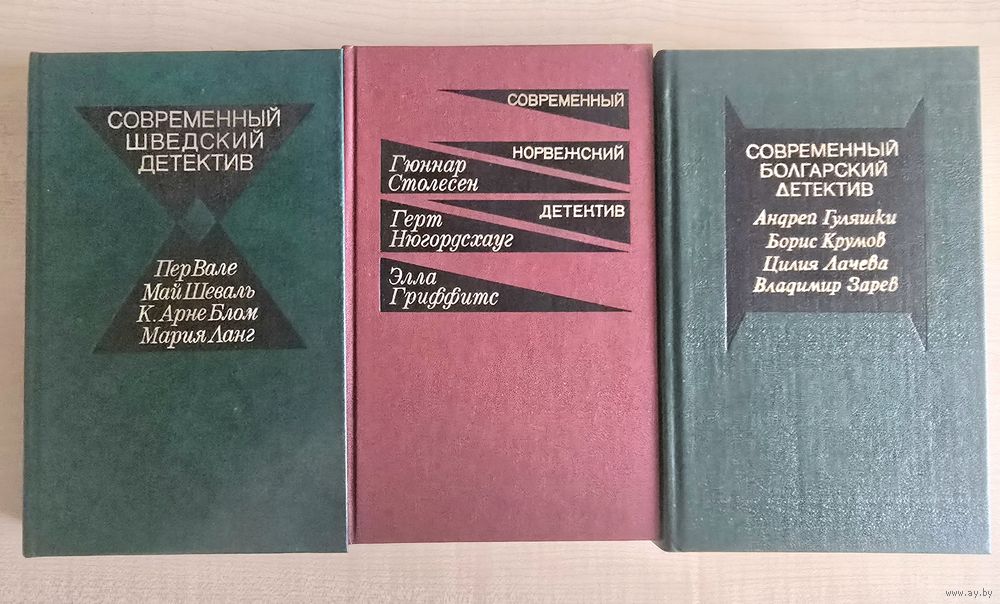 СОВРЕМЕННЫЙ
ШВЕДСКИЙ
ДЕТЕКТИВ
Пер Вале
Май Шеваль
К. Арне Блом
Мария Ланг
СОВРЕМЕННЫЙ
НОРВЕЖСКИЙ
Гюннар
Столесен
ДЕТЕКТИВ
Герт
Нюгордсхауг
Элла
Гриффитс
СОВРЕМЕННЫЙ
БОЛГАРСКИЙ
ДЕТЕКТИВ
Андрей Гуляшки
Борис Крумов
Цилия Лачева
Владимир Зарев
www.ay.by